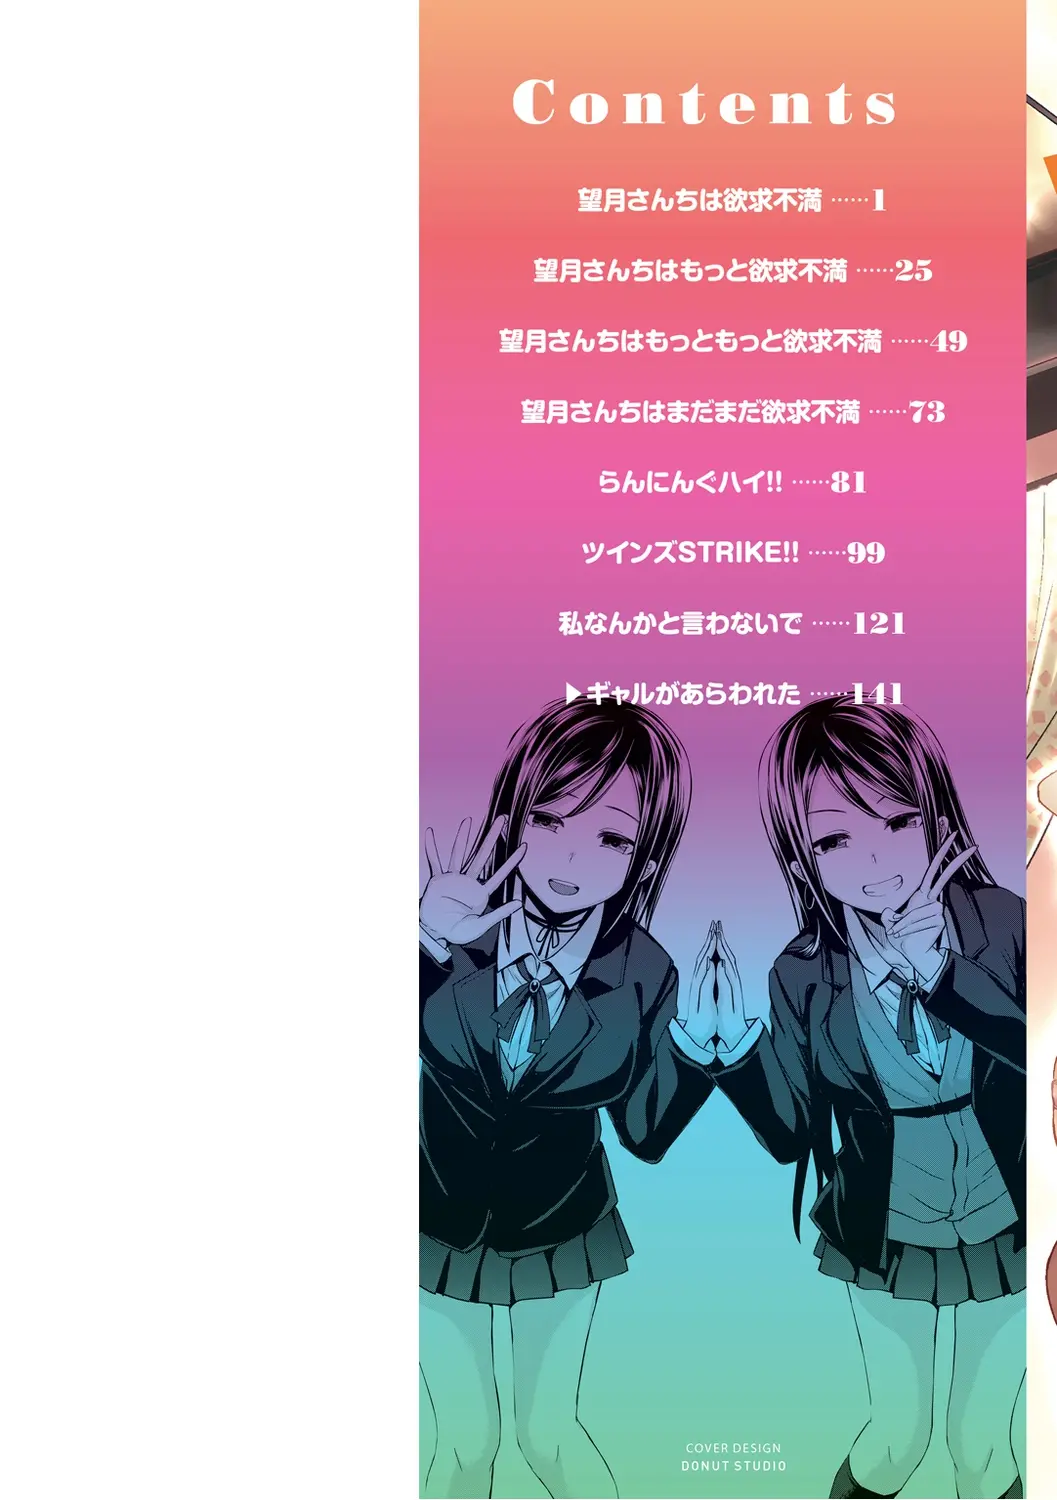 Contents
望月さんちは欲求不満 ……1
望月さんちはもっと欲求不満 ……25
望月さんちはもっともっと欲求不満 ……49
望月さんちはまだまだ欲求不満 ……73
らんにんぐハイ!! ……81
ツインズSTRIKE!! ……99
私なんかと言わないで ……121
▶ギャルがあらわれた ……141
COVER DESIGN
DONUT STUDIO